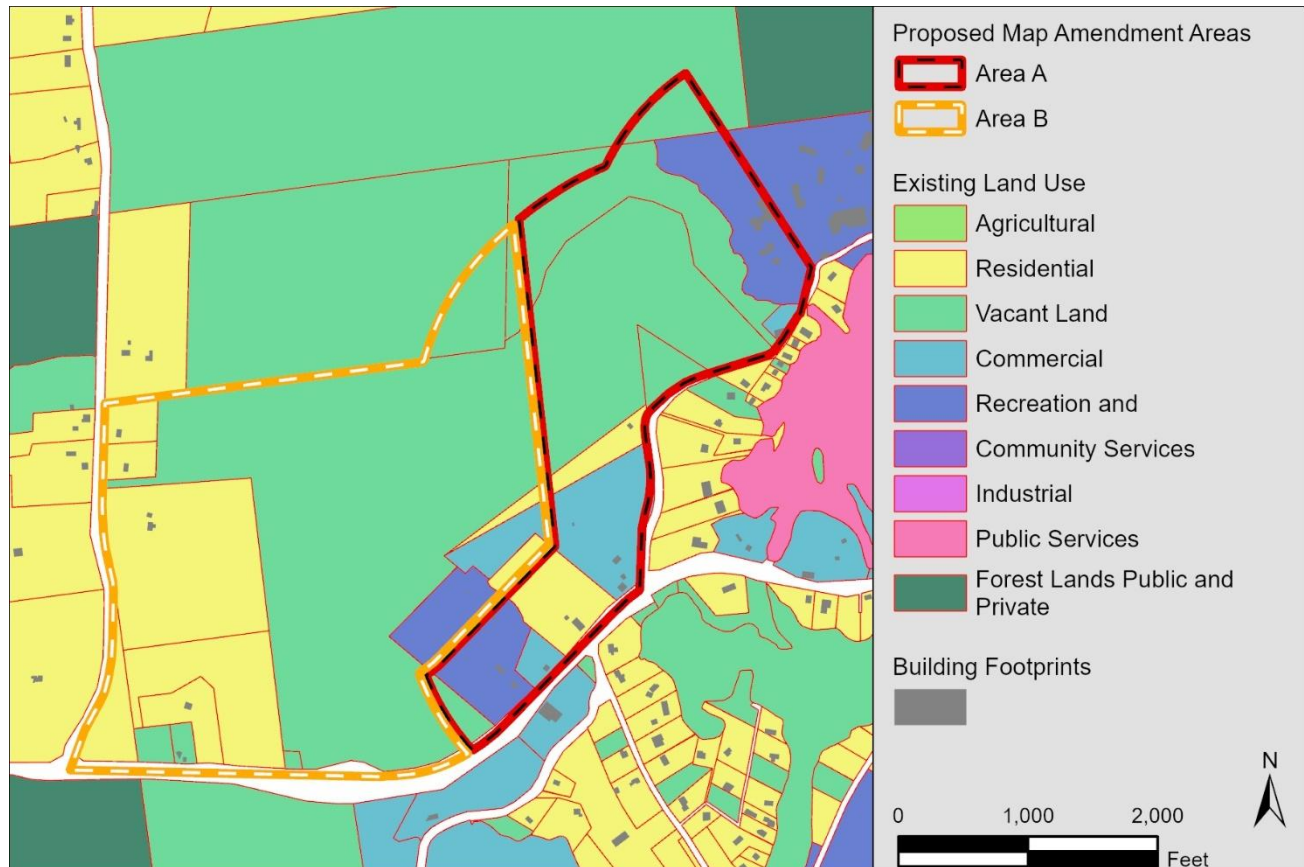 Proposed Map Amendment Areas
Area A
Area B
Existing Land Use
Agricultural
Residential
Vacant Land
Commercial
Recreation and
Community Services
Industrial
Public Services
Forest Lands Public and
Private
Building Footprints
N
0 1,000 2,000
Feet